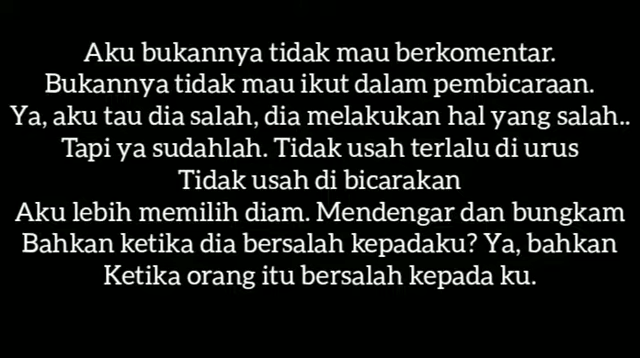 Aku bukannya tidak mau berkomentar.
Bukannya tidak mau ikut dalam pembicaraan.
Ya, aku tau dia salah, dia melakukan hal yang salah..
Tapi ya sudahlah. Tidak usah terlalu di urus
Tidak usah di bicarakan
Aku lebih memilih diam. Mendengar dan bungkam
Bahkan ketika dia bersalah kepadaku? Ya, bahkan
Ketika orang itu bersalah kepada ku.